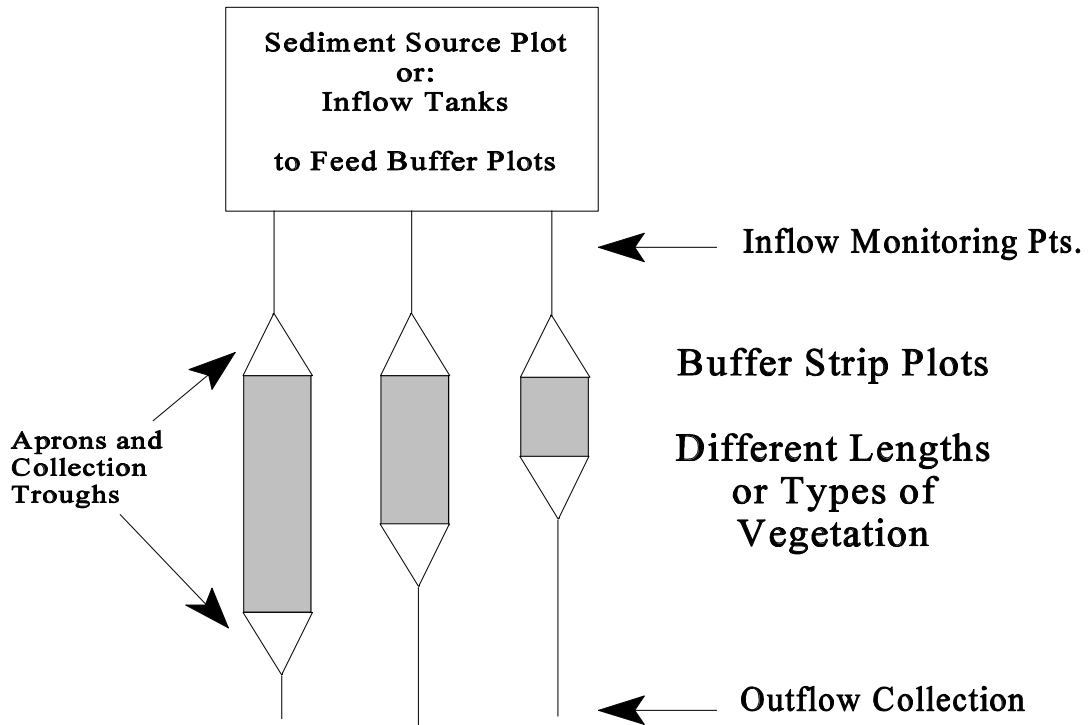 Sediment Source Plot
or:
Inflow Tanks
to Feed Buffer Plots
Inflow Monitoring Pts.
Buffer Strip Plots
Different Lengths
or Types of
Vegetation
Aprons and
Collection
Troughs
Outflow Collection